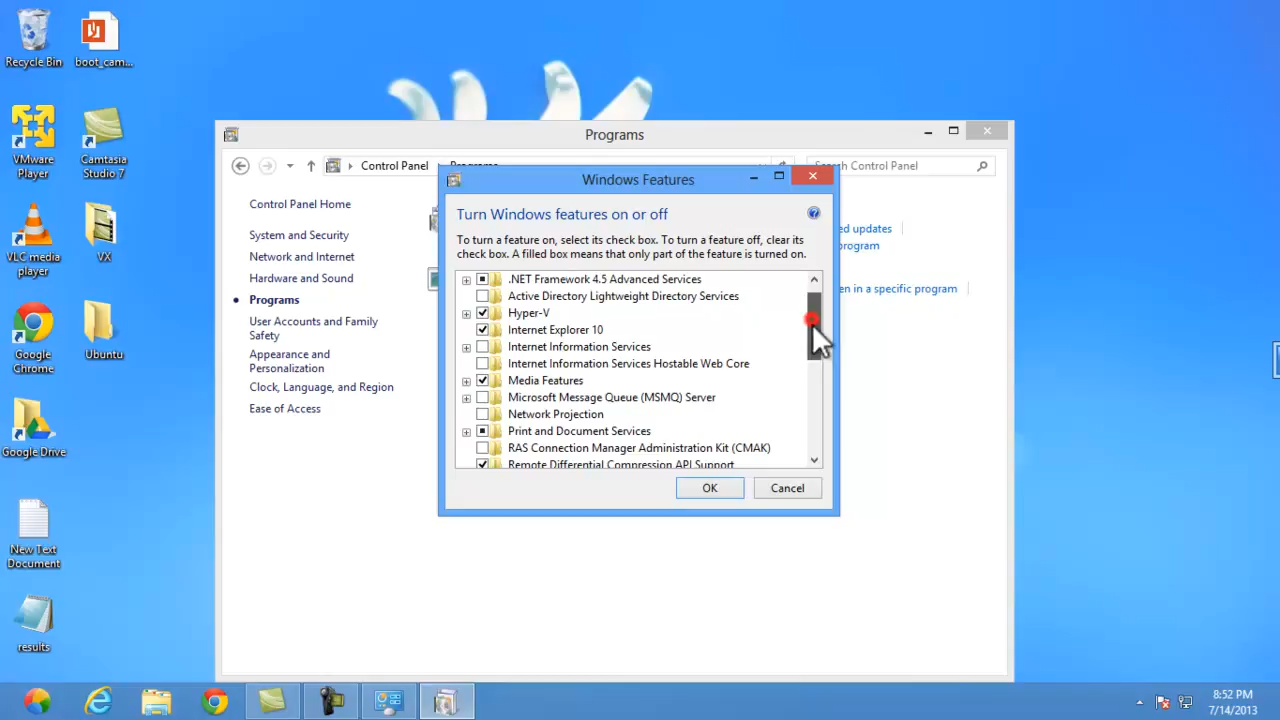 Recycle Bin
boot_cam...
VMware
Player
Camtasia
Studio 7
VLC media
player
VX
Google
Chrome
Ubuntu
Google Drive
New Text
Document
results
Programs
Control Panel
Programs
Search Control Panel
Control Panel Home
System and Security
Network and Internet
Hardware and Sound
Programs
User Accounts and Family
Safety
Appearance and
Personalization
Clock, Language, and Region
Ease of Access
ed updates
program
en in a specific program
Windows Features
Turn Windows features on or off
To turn a feature on, select its check box. To turn a feature off, clear its
check box. A filled box means that only part of the feature is turned on.
.NET Framework 4.5 Advanced Services
Active Directory Lightweight Directory Services
Hyper-V
Internet Explorer 10
Internet Information Services
Internet Information Services Hostable Web Core
Media Features
Microsoft Message Queue (MSMQ) Server
Network Projection
Print and Document Services
RAS Connection Manager Administration Kit (CMAK)
Remote Differential Compression API Support
OK
Cancel
8:52 PM
7/14/2013